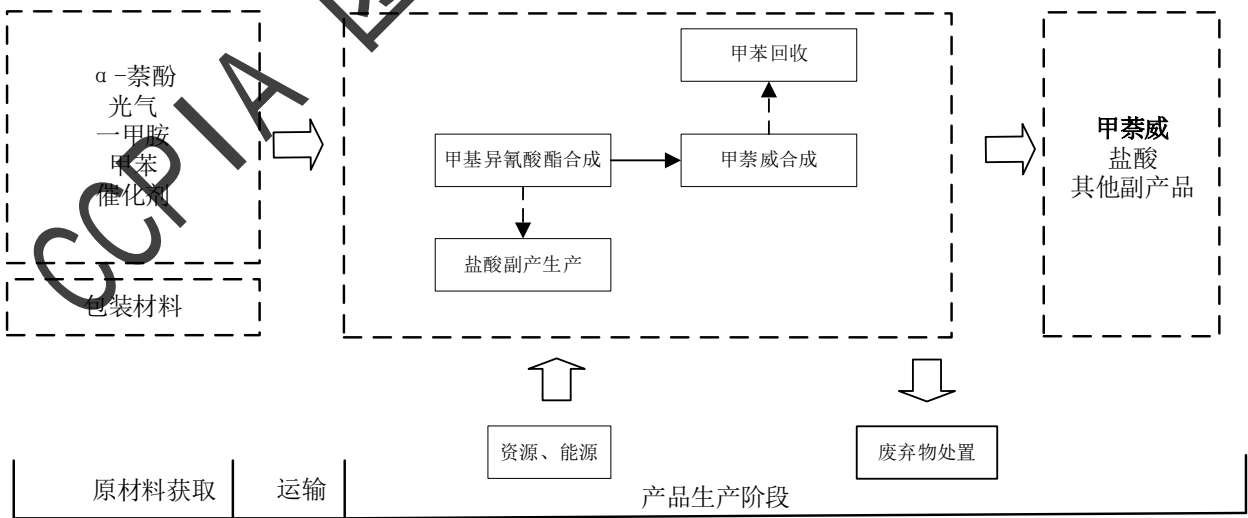 α-萘酚
光气
一甲胺
甲苯
催化剂
包装材料
甲苯回收
甲基异氰酸酯合成
甲萘威合成
盐酸副产生产
甲萘威
盐酸
其他副产品
资源、能源
废弃物处置
原材料获取
运输
产品生产阶段
CCPIA